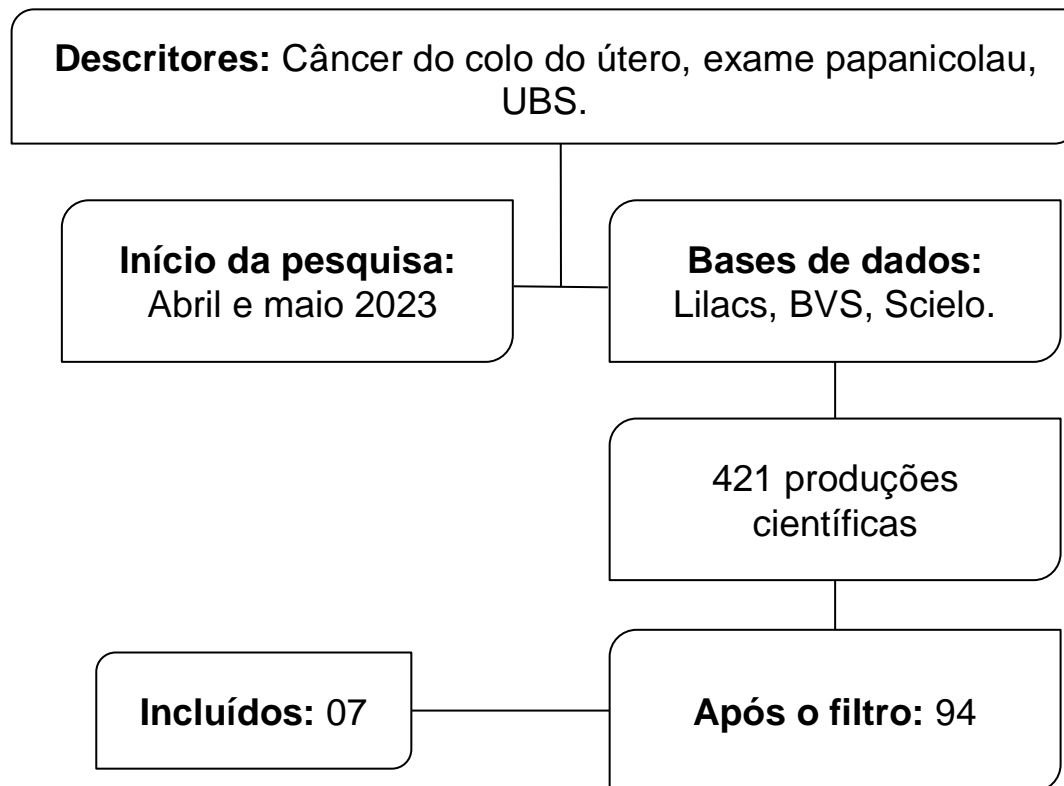 Descritores: Câncer do colo do útero, exame papanicolau,
UBS.
Início da pesquisa:
Abril e maio 2023
Bases de dados:
Lilacs, BVS, Scielo.
421 produções
científicas
Incluídos: 07
Após o filtro: 94